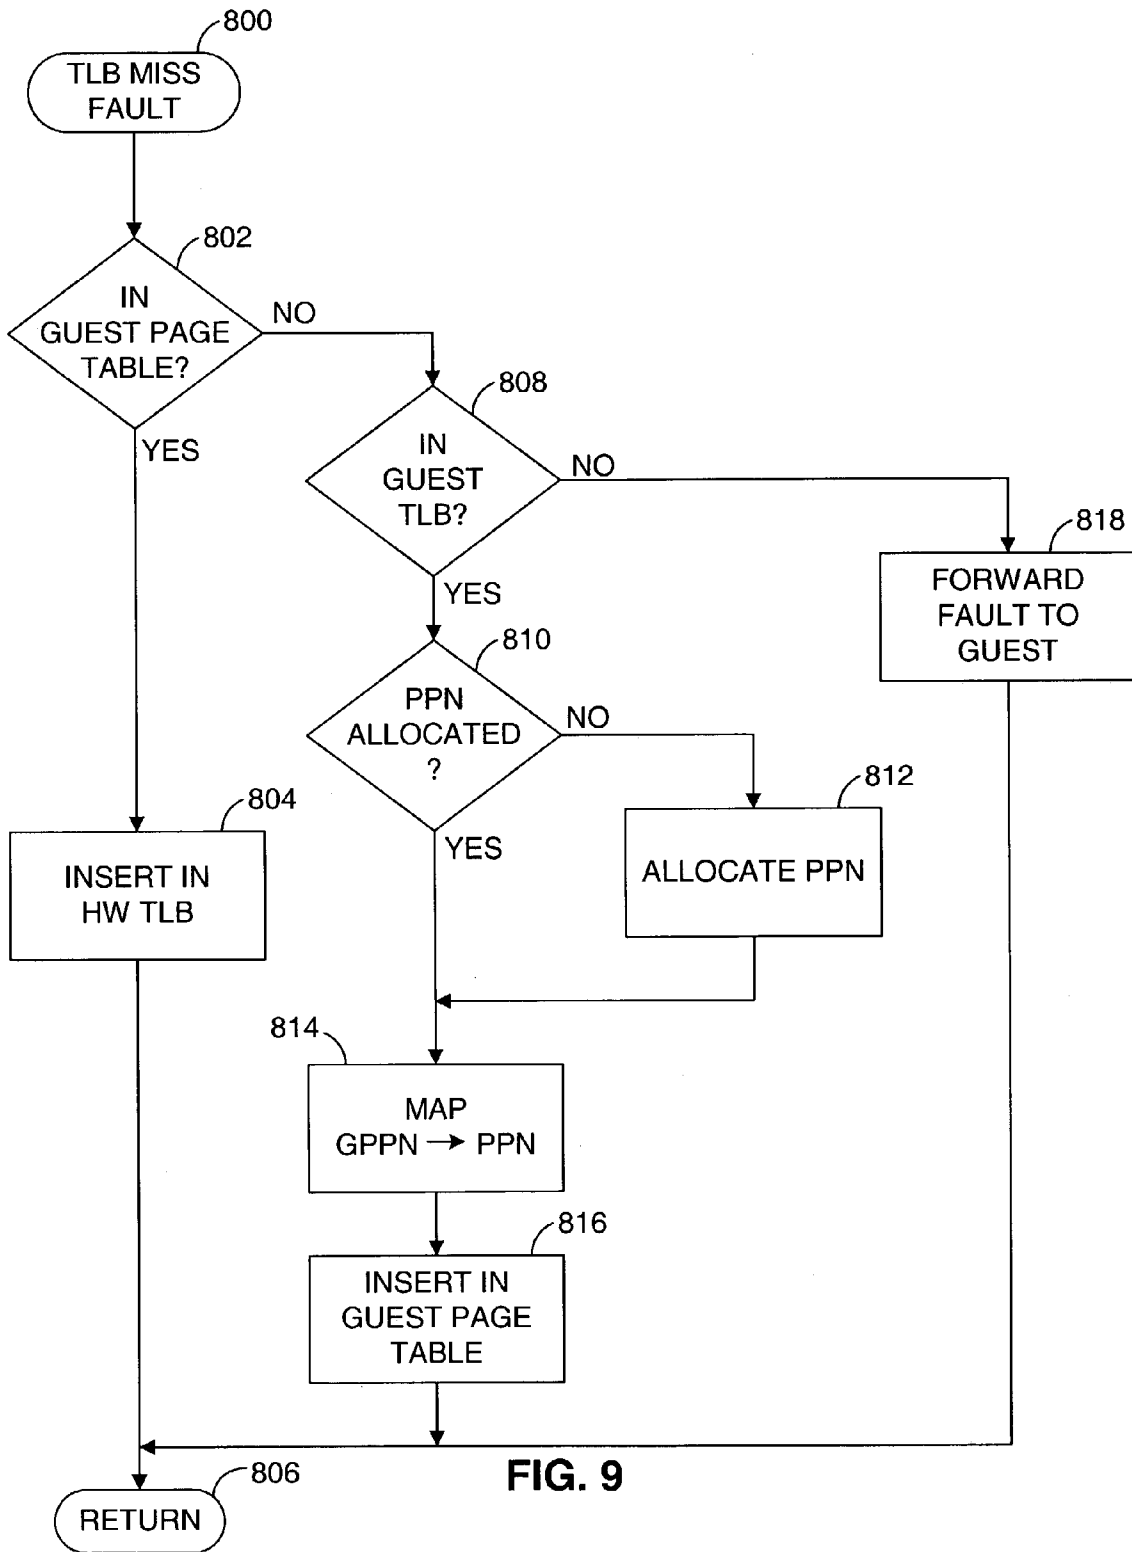 800
TLB MISS
FAULT
802
IN
GUEST PAGE
TABLE?
NO
YES
808
IN
GUEST
TLB?
NO
YES
818
FORWARD
FAULT TO
GUEST
810
PPN
ALLOCATED
?
NO
YES
812
ALLOCATE PPN
804
INSERT IN
HW TLB
814
MAP
GPPN → PPN
816
INSERT IN
GUEST PAGE
TABLE
FIG. 9
806
RETURN